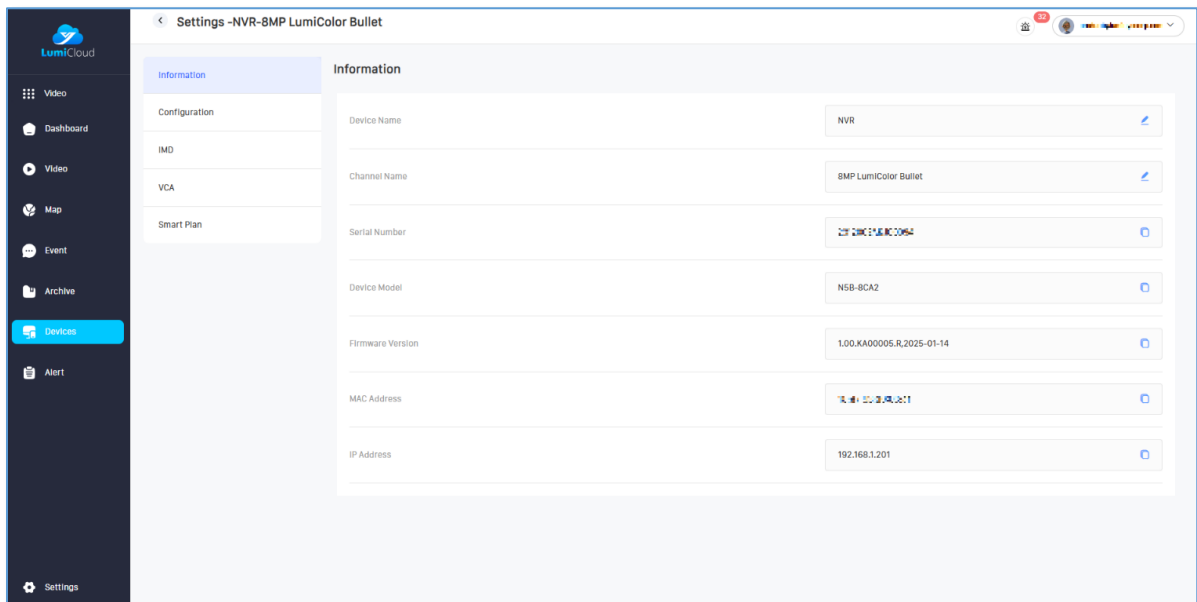 LumiCloud
Video
Dashboard
Video
Map
Event
Archive
Devices
Alert
Settings
Settings -NVR-8MP LumiColor Bullet
32
Information
Configuration
IMD
VCA
Smart Plan
Information
Device Name
NVR
Channel Name
8MP LumiColor Bullet
Serial Number
Device Model
N5B-8CA2
Firmware Version
1.00.KA00005.R,2025-01-14
MAC Address
IP Address
192.168.1.201